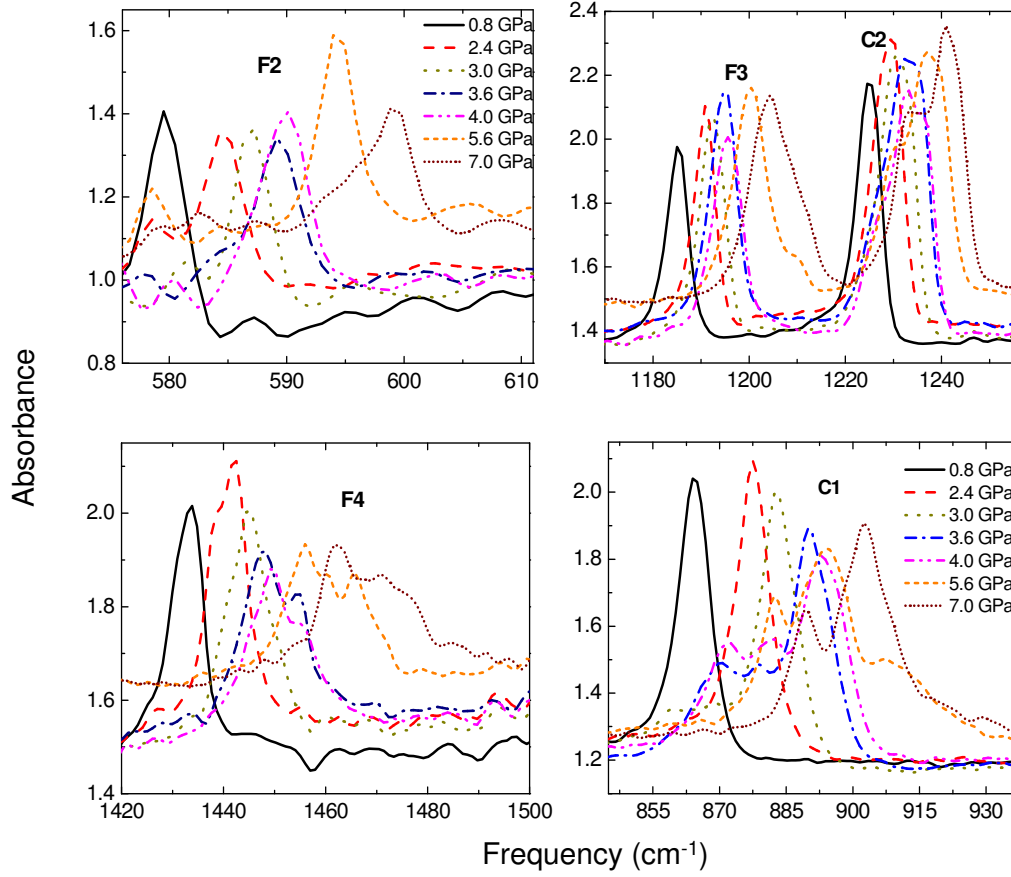 Absorbance
1.6
1.4
1.2
1.0
0.8
F2
0.8 GPa
2.4 GPa
3.0 GPa
3.6 GPa
4.0 GPa
5.6 GPa
7.0 GPa
580 590 600 610
2.4
2.2
2.0
1.8
1.6
1.4
F3
C2
1180 1200 1220 1240
2.0
1.8
1.6
1.4
F4
1420 1440 1460 1480 1500
2.0
1.8
1.6
1.4
1.2
C1
0.8 GPa
2.4 GPa
3.0 GPa
3.6 GPa
4.0 GPa
5.6 GPa
7.0 GPa
855 870 885 900 915 930
Frequency (cm⁻¹)